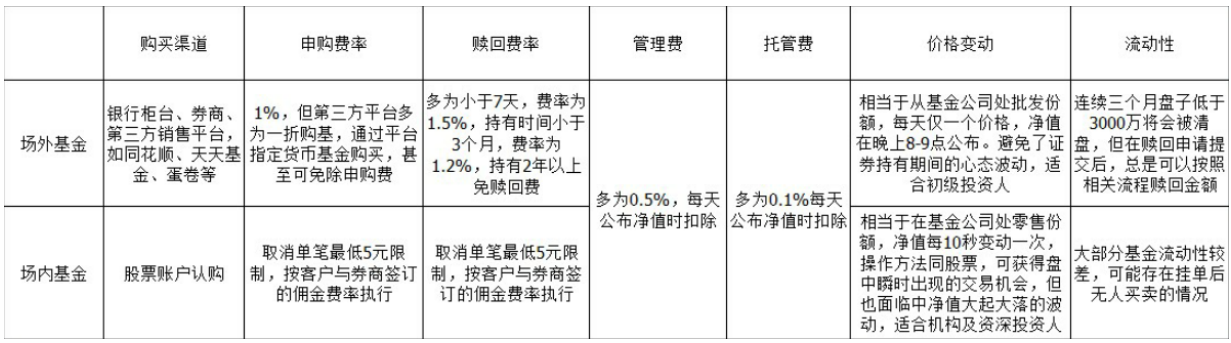 购买渠道
申购费率
赎回费率
管理费
托管费
价格变动
流动性
场外基金
银行柜台、券商、
第三方销售平台，
如同花顺、天天基
金、蛋卷等
1%，但第三方平台多
为一折购基，通过平台
指定货币基金购买，甚
至可免除申购费
多为小于7天，费率为
1.5%，持有时间小于
3个月，费率为
1.2%，持有2年以上
免赎回费
多为0.5%，每天
公布净值时扣除
多为0.1%每天
公布净值时扣除
相当于从基金公司处批发份
额，每天仅一个价格，净值
在晚上8-9点公布。避免了证
券持有期间的心态波动，适
合初级投资人
连续三个月盘子低于
3000万将会被清
盘，但在赎回申请提
交后，总是可以按照
相关流程赎回金额
场内基金
股票账户认购
取消单笔最低5元限
制，按客户与券商签订
的佣金费率执行
取消单笔最低5元限
制，按客户与券商签
订的佣金费率执行
相当于在基金公司处零售份
额，净值每10秒变动一次，
操作方法同股票，可获得盘
中瞬时出现的交易机会，但
也面临中净值大起大落的波
动，适合机构及资深投资人
大部分基金流动性较
差，可能存在挂单后
无人买卖的情况